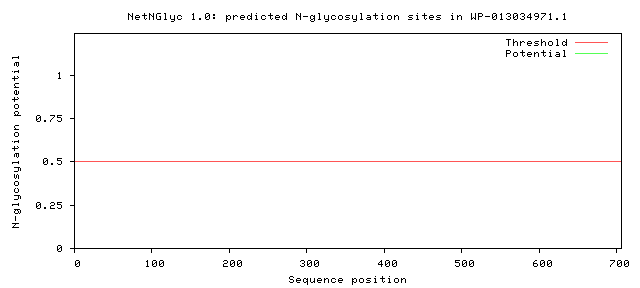 NetNGlyc 1.0: predicted N-glycosylation sites in WP-013034971.1
Threshold
Potential
N-glycosylation potential
1
0.75
0.5
0.25
0
0 100 200 300 400 500 600 700
Sequence position